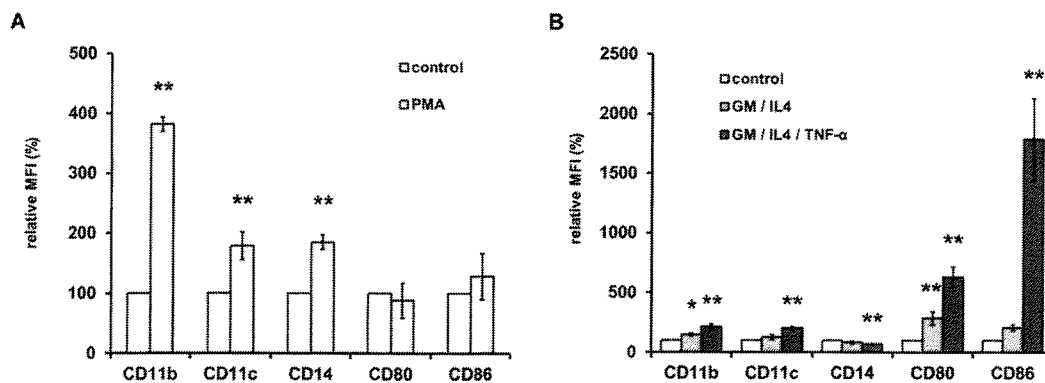 A
500
400
300
200
100
0
relative MFI (%)
control
PMA
**
**
**
CD11b CD11c CD14 CD80 CD86
B
2500
2000
1500
1000
500
0
relative MFI (%)
control
GM / IL4
GM / IL4 / TNF-α
* **
**
**
** **
**
CD11b CD11c CD14 CD80 CD86